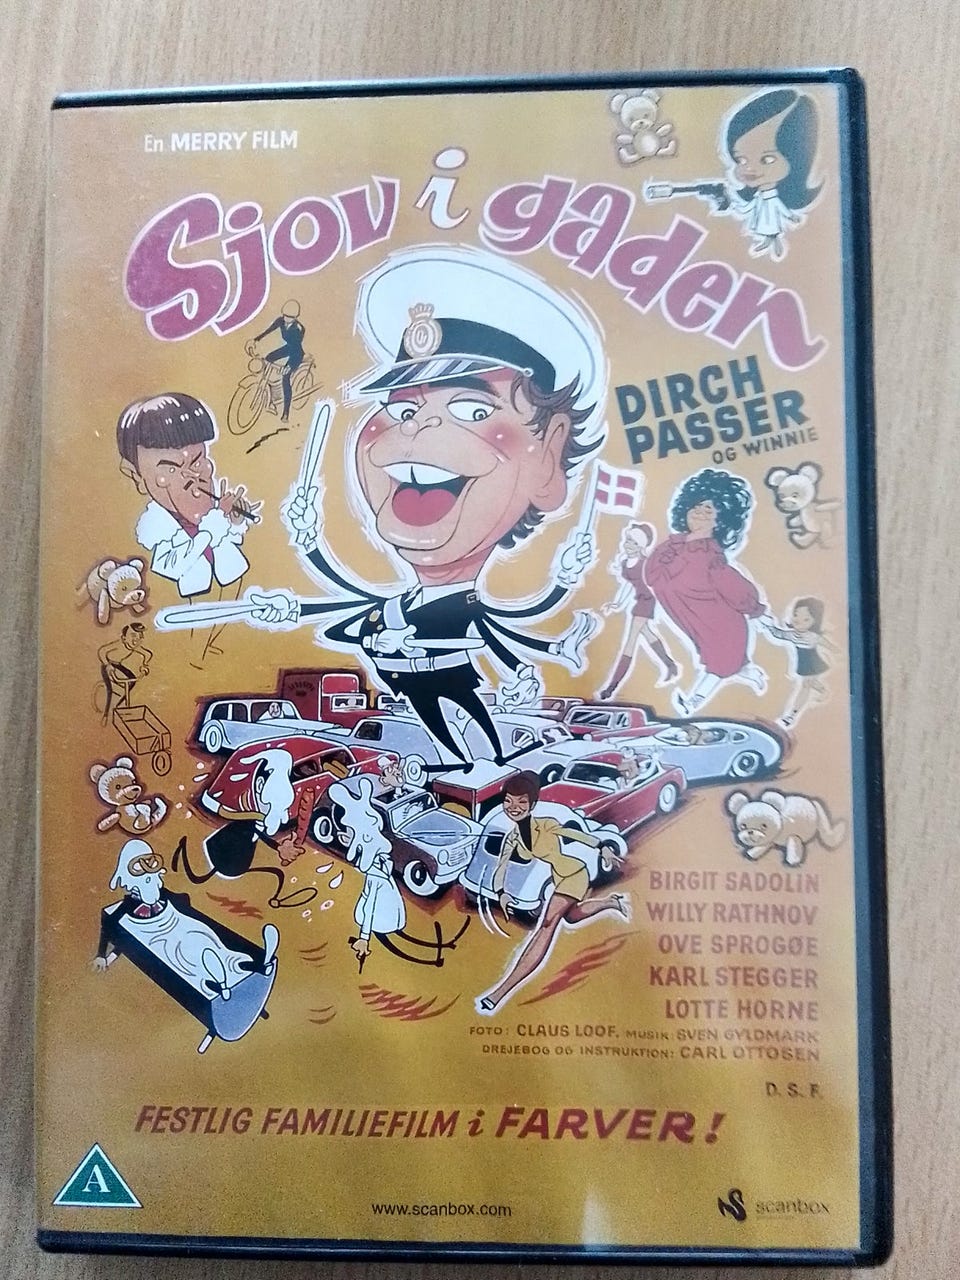 En MERRY FILM
Sjov i gaden
DIRCH
PASSER
OG WINNIE
BIRGIT SADOLIN
WILLY RATHNOV
OVE SPROGØE
KARL STEGGER
LOTTE HORNE
FOTO: CLAUS LOOF. MUSIK: SVEN GYLDMARK
DREJEBOG OG INSTRUKTION: CARL OTTOSEN
D. S. F.
FESTLIG FAMILIEFILM i FARVER!
A
www.scanbox.com
scanbox